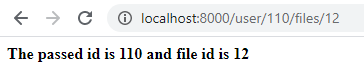 localhost:8000/user/110/files/12
The passed id is 110 and file id is 12